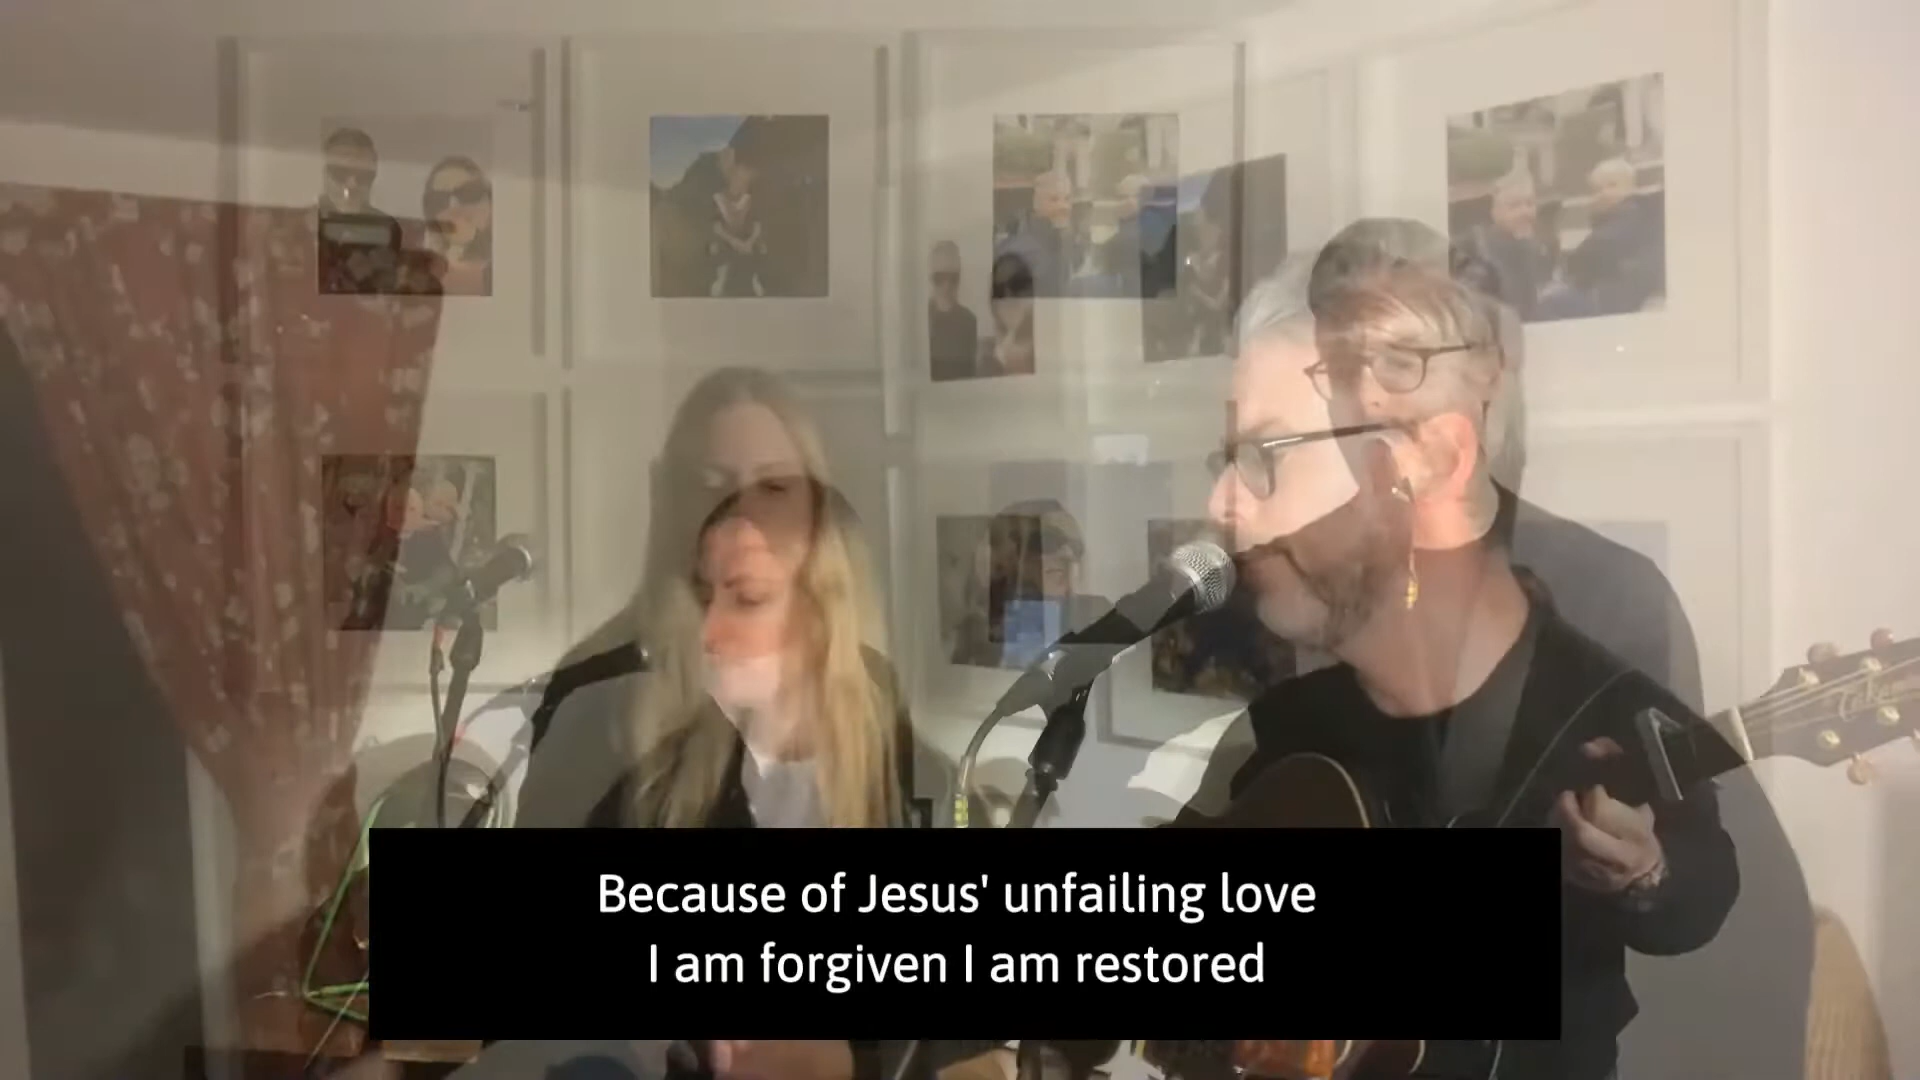 Because of Jesus' unfailing love
I am forgiven I am restored